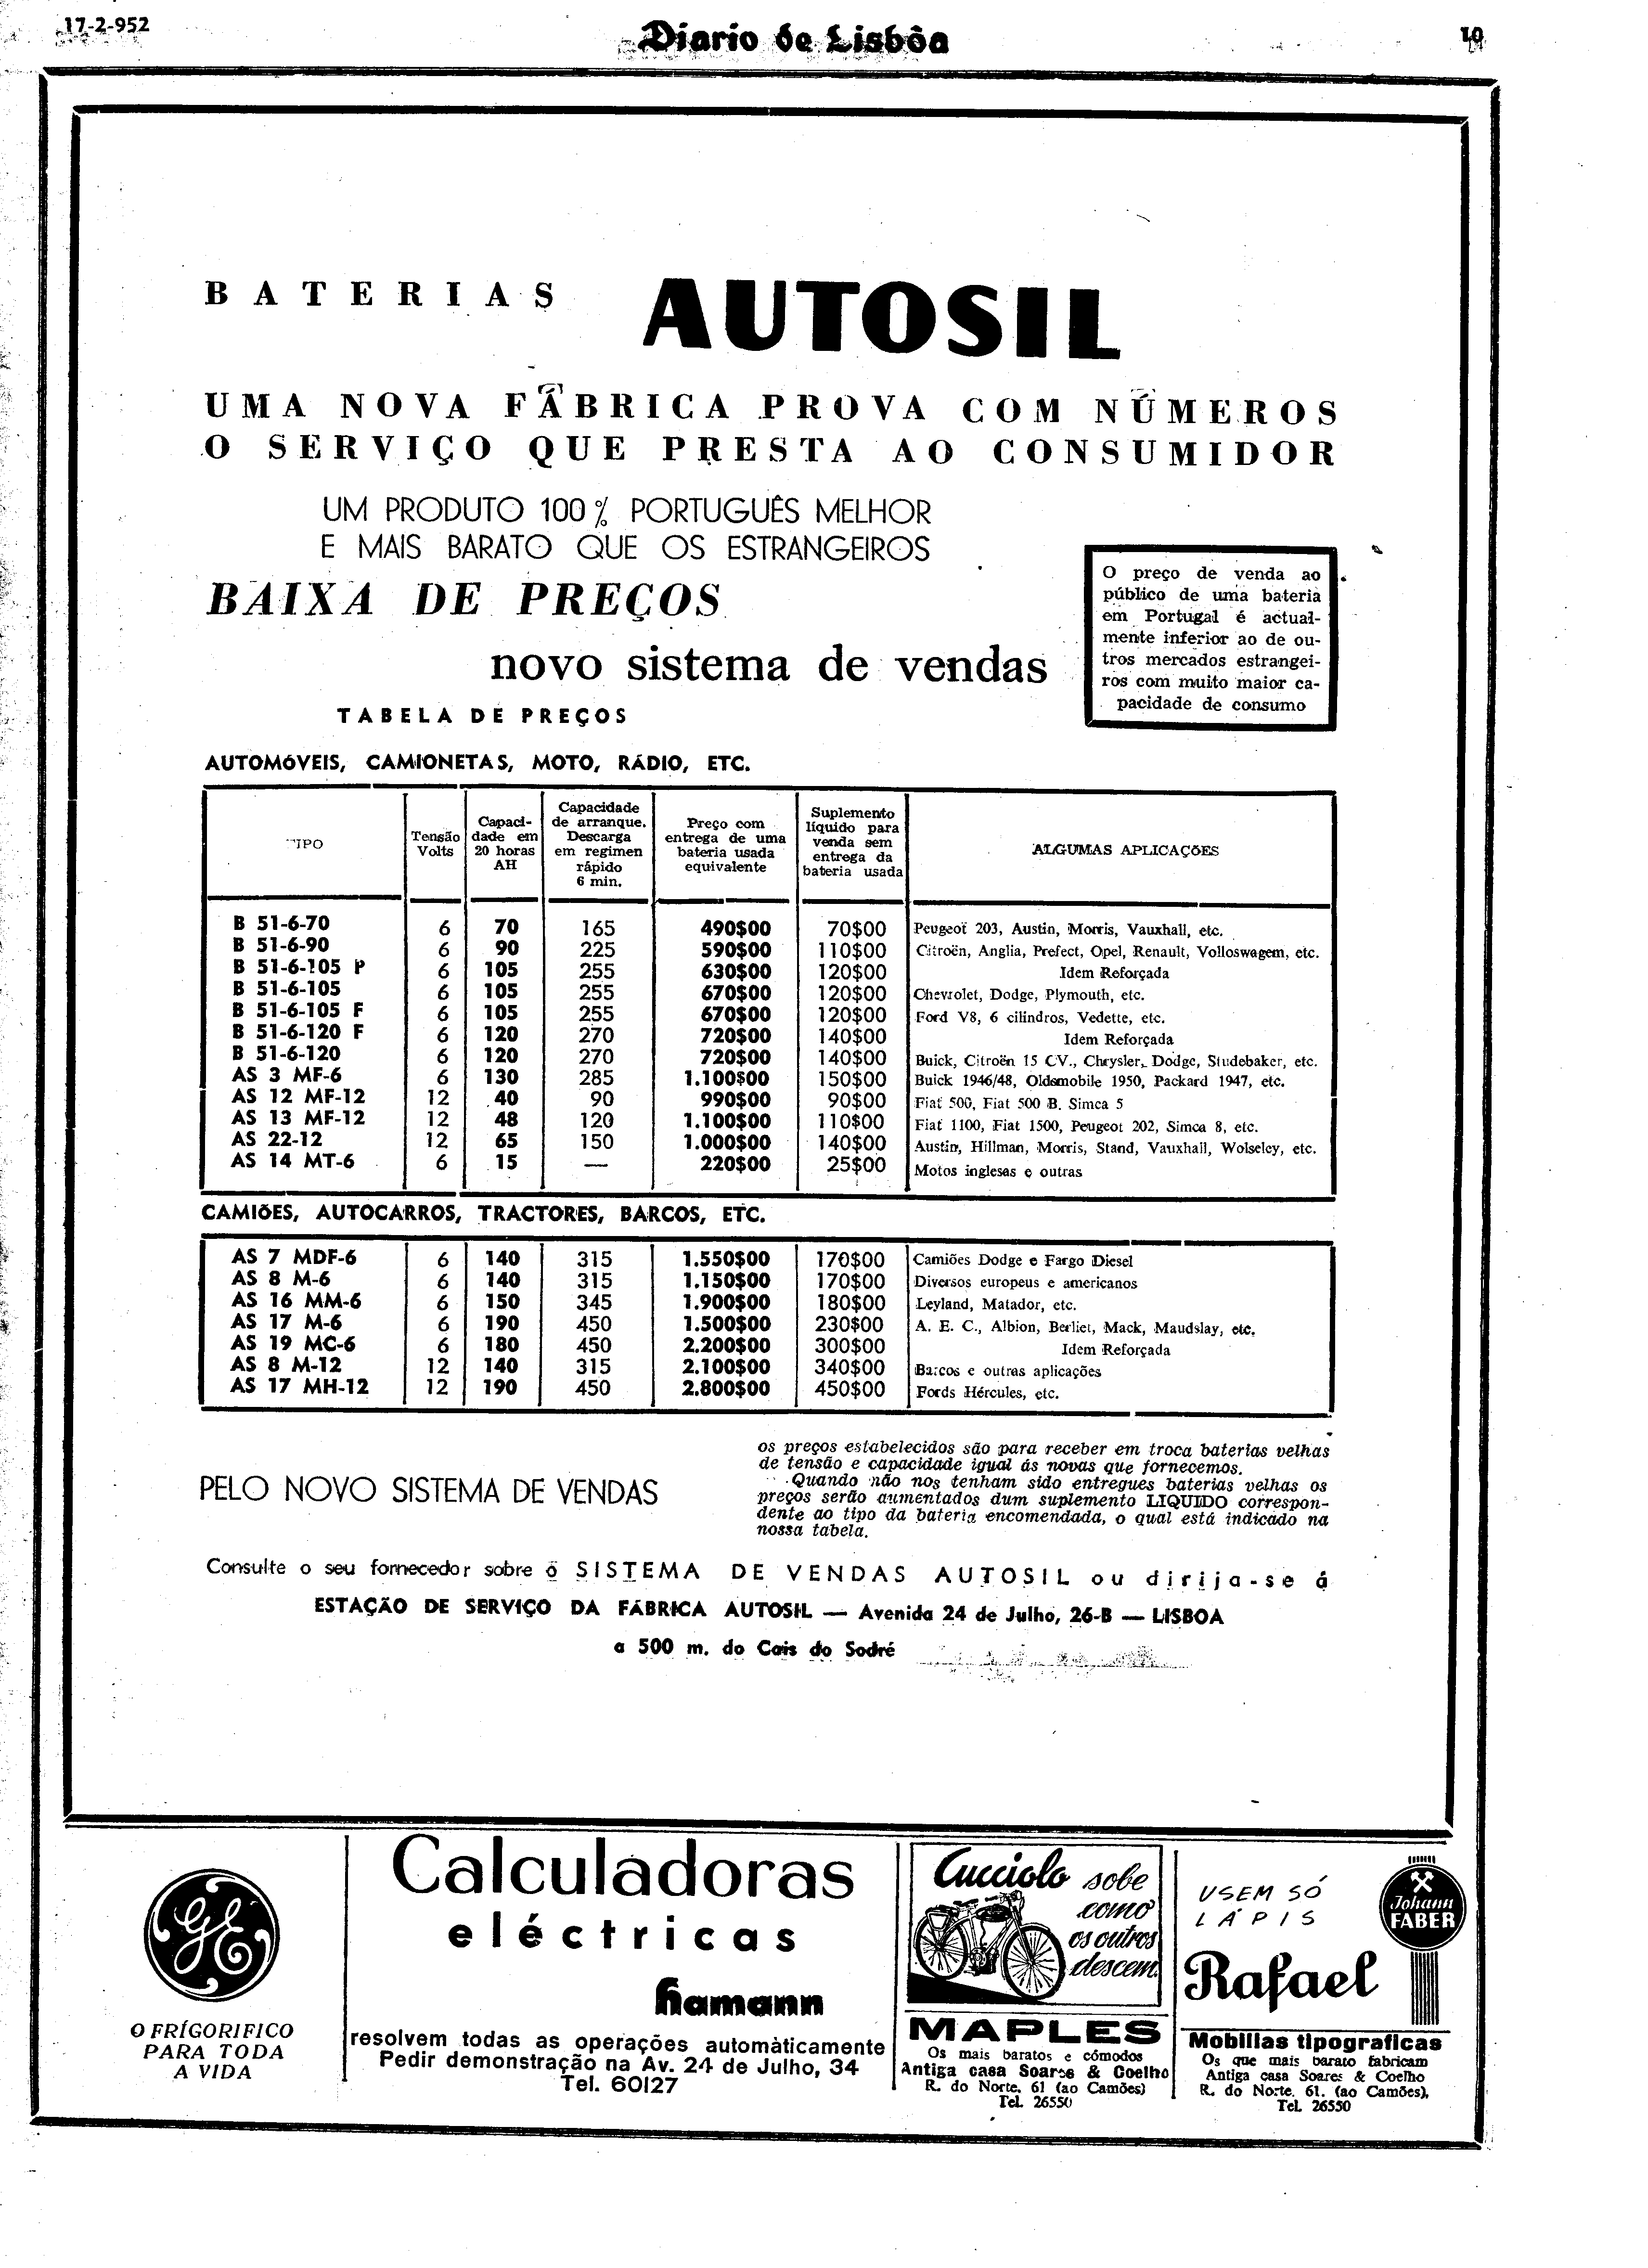 17-2-952
Diario de Lisbôa
10
BATERIAS AUTOSIL
UMA NOVA FÁBRICA PROVA COM NÚMEROS
O SERVIÇO QUE PRESTA AO CONSUMIDOR
UM PRODUTO 100% PORTUGUÊS MELHOR
E MAIS BARATO QUE OS ESTRANGEIROS
BAIXA DE PREÇOS
novo sistema de vendas
O preço de venda ao
público de uma bateria
em Portugal é actual-
mente inferior ao de ou-
tros mercados estrangei-
ros com muito maior ca-
pacidade de consumo
TABELA DE PREÇOS
AUTOMÓVEIS, CAMIONETAS, MOTO, RÁDIO, ETC.
TIPO
Tensão
Volts
Capaci-
dade em
20 horas
AH
Capacidade
de arranque.
Descarga
em regimen
rápido
6 min.
Preço com
entrega de uma
bateria usada
equivalente
Suplemento
líquido para
venda sem
entrega da
bateria usada
ALGUMAS APLICAÇÕES
B 51-6-70 6 70 165 490$00 70$00 Peugeot 203, Austin, Morris, Vauxhall, etc.
B 51-6-90 6 90 225 590$00 110$00 Citroën, Anglia, Prefect, Opel, Renault, Volloswagem, etc.
B 51-6-105 P 6 105 255 630$00 120$00 Idem Reforçada
B 51-6-105 6 105 255 670$00 120$00 Chevrolet, Dodge, Plymouth, etc.
B 51-6-105 F 6 105 255 670$00 120$00 Ford V8, 6 cilindros, Vedette, etc.
B 51-6-120 F 6 120 270 720$00 140$00 Idem Reforçada
B 51-6-120 6 120 270 720$00 140$00 Buick, Citroën 15 CV., Chrysler, Dodge, Studebaker, etc.
AS 3 MF-6 6 130 285 1.100$00 150$00 Buick 1946/48, Oldsmobile 1950, Packard 1947, etc.
AS 12 MF-12 12 40 90 990$00 90$00 Fiat 500, Fiat 500 B. Simca 5
AS 13 MF-12 12 48 120 1.100$00 110$00 Fiat 1100, Fiat 1500, Peugeot 202, Simca 8, etc.
AS 22-12 12 65 150 1.000$00 140$00 Austin, Hillman, Morris, Stand, Vauxhall, Wolseley, etc.
AS 14 MT-6 6 15 — 220$00 25$00 Motos inglesas e outras
CAMIÕES, AUTOCARROS, TRACTORES, BARCOS, ETC.
AS 7 MDF-6 6 140 315 1.550$00 170$00 Camiões Dodge e Fargo Diesel
AS 8 M-6 6 140 315 1.150$00 170$00 Diversos europeus e americanos
AS 16 MM-6 6 150 345 1.900$00 180$00 Leyland, Matador, etc.
AS 17 M-6 6 190 450 1.500$00 230$00 A. E. C., Albion, Berliet, Mack, Maudslay, etc.
AS 19 MC-6 6 180 450 2.200$00 300$00 Idem Reforçada
AS 8 M-12 12 140 315 2.100$00 340$00 Barcos e outras aplicações
AS 17 MH-12 12 190 450 2.800$00 450$00 Fords Hércules, etc.
PELO NOVO SISTEMA DE VENDAS
os preços estabelecidos são para receber em troca baterias velhas
de tensão e capacidade igual ás novas que fornecemos.
Quando não nos tenham sido entregues baterias velhas os
preços serão aumentados dum suplemento LIQUIDO correspon-
dente ao tipo da bateria encomendada, o qual está indicado na
nossa tabela.
Consulte o seu fornecedor sobre o SISTEMA DE VENDAS AUTOSIL ou dirija-se á
ESTAÇÃO DE SERVIÇO DA FÁBRICA AUTOSIL — Avenida 24 de Julho, 26-B — LISBOA
a 500 m. do Cais do Sodré
GE
O FRÍGORIFICO
PARA TODA
A VIDA
Calculadoras
eléctricas
hamann
resolvem todas as operações automàticamente
Pedir demonstração na Av. 24 de Julho, 34
Tel. 60127
Cucciolo sobe
como
os outros
descem.
MAPLES
Os mais baratos e cómodos
Antiga casa Soares & Coelho
R. do Norte. 61 (ao Camões)
Tel. 26550
USEM SÓ
LÁPIS
Johann
FABER
Rafael
Mobilias tipograficas
Os que mais barato fabricam
Antiga casa Soares & Coelho
R. do Norte. 61. (ao Camões),
Tel. 26550